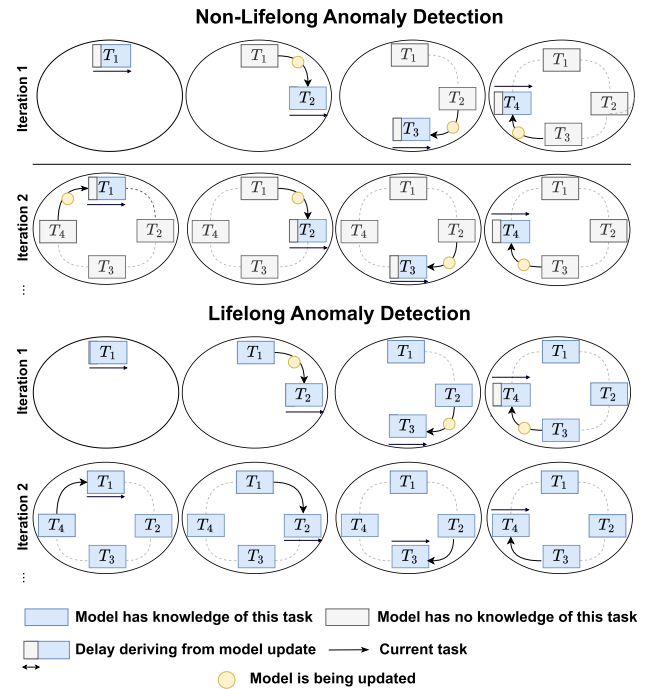 Non-Lifelong Anomaly Detection
Iteration 1
T1
T1
T2
T1
T2
T3
T1
T2
T3
T4
Iteration 2
T1
T2
T3
T4
T1
T2
T3
T4
T1
T2
T3
T4
T1
T2
T3
T4
...
Lifelong Anomaly Detection
Iteration 1
T1
T1
T2
T1
T2
T3
T1
T2
T3
T4
Iteration 2
T1
T2
T3
T4
T1
T2
T3
T4
T1
T2
T3
T4
T1
T2
T3
T4
...
Model has knowledge of this task
Model has no knowledge of this task
Delay deriving from model update
Current task
Model is being updated